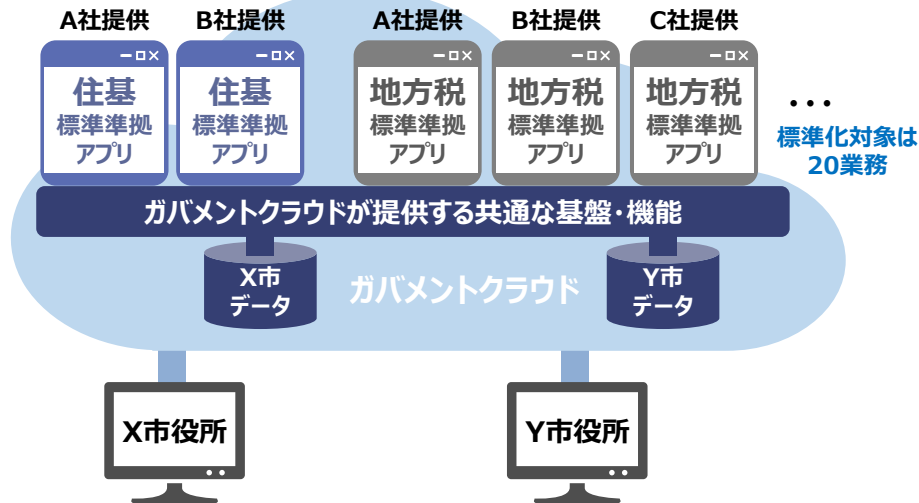 A社提供
B社提供
A社提供
B社提供
C社提供
住基
標準準拠
アプリ
住基
標準準拠
アプリ
地方税
標準準拠
アプリ
地方税
標準準拠
アプリ
地方税
標準準拠
アプリ
・・・
標準化対象は
20業務
ガバメントクラウドが提供する共通な基盤・機能
X市
データ
ガバメントクラウド
Y市
データ
X市役所
Y市役所